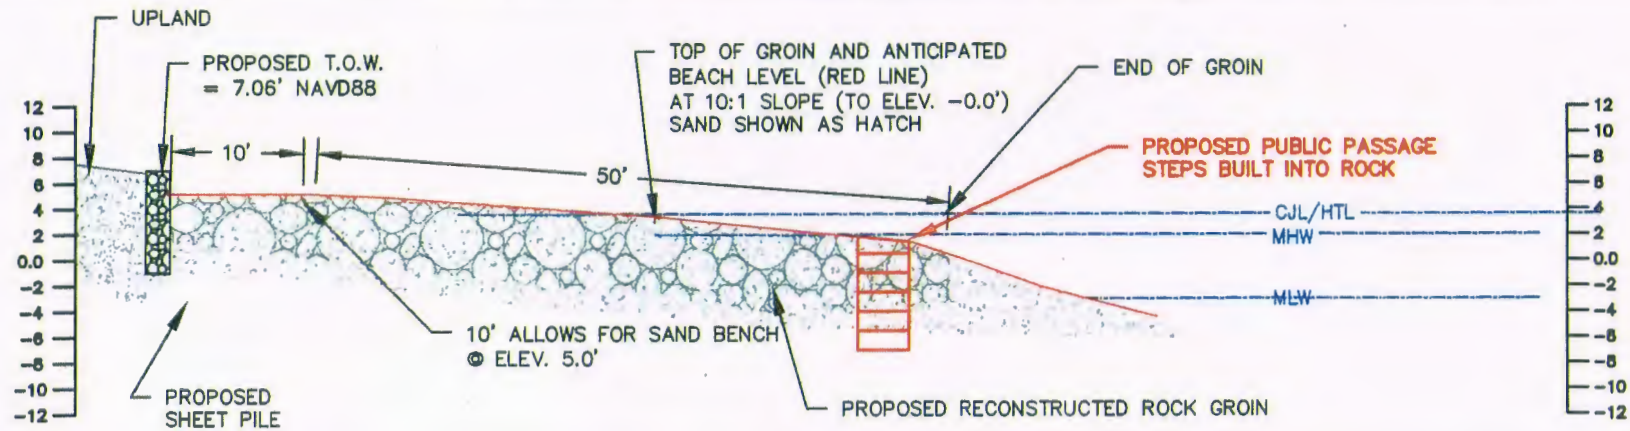 UPLAND
PROPOSED T.O.W.
= 7.06' NAVD88
TOP OF GROIN AND ANTICIPATED
BEACH LEVEL (RED LINE)
AT 10:1 SLOPE (TO ELEV. -0.0')
SAND SHOWN AS HATCH
END OF GROIN
PROPOSED PUBLIC PASSAGE
STEPS BUILT INTO ROCK
12
10
8
6
4
2
0.0
-2
-4
-6
-8
-10
-12
10'
50'
CJL/HTL
MHW
MLW
12
10
8
6
4
2
0.0
-2
-4
-6
-8
-10
-12
10' ALLOWS FOR SAND BENCH
@ ELEV. 5.0'
PROPOSED
SHEET PILE
PROPOSED RECONSTRUCTED ROCK GROIN